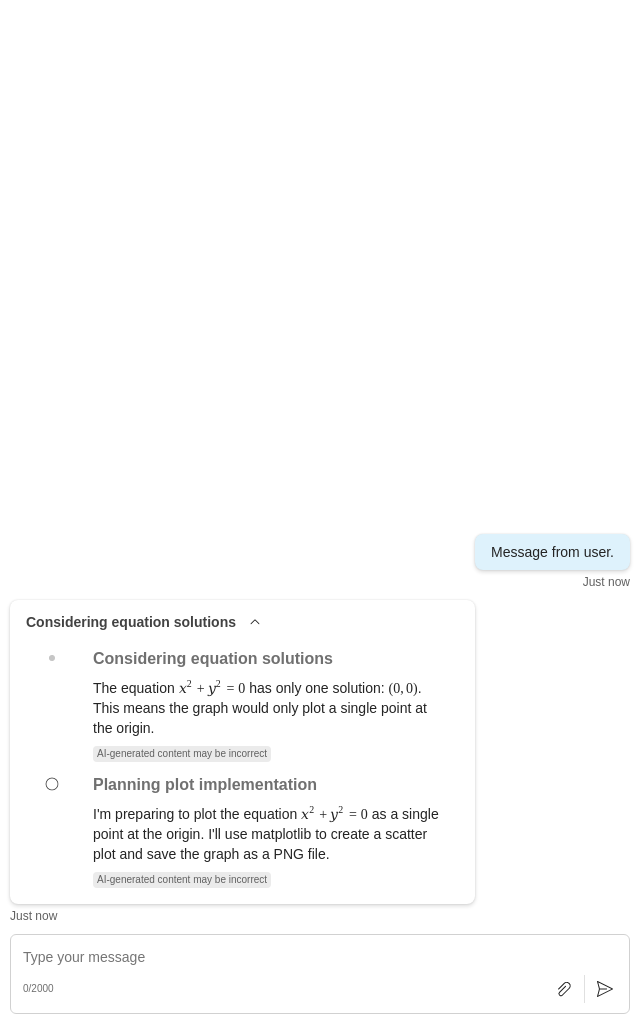 Message from user.
Just now
Considering equation solutions
Considering equation solutions
The equation x² + y² = 0 has only one solution: (0, 0).
This means the graph would only plot a single point at
the origin.
AI-generated content may be incorrect
Planning plot implementation
I'm preparing to plot the equation x² + y² = 0 as a single
point at the origin. I'll use matplotlib to create a scatter
plot and save the graph as a PNG file.
AI-generated content may be incorrect
Just now
Type your message
0/2000